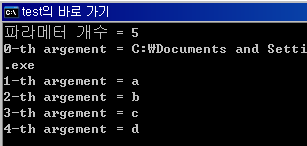 test의 바로 가기
파라메터 개수 = 5
0-th argement = C:₩Documents and Setti
.exe
1-th argement = a
2-th argement = b
3-th argement = c
4-th argement = d